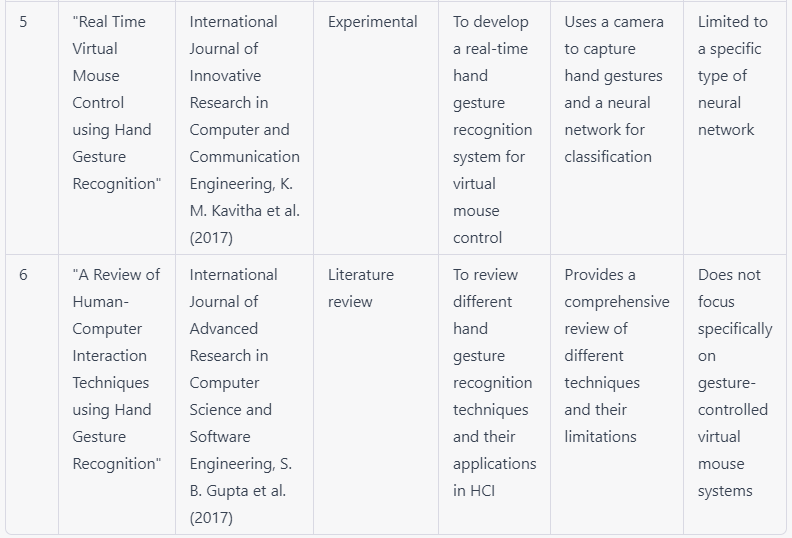 5
"Real Time
Virtual
Mouse
Control
using Hand
Gesture
Recognition"
International
Journal of
Innovative
Research in
Computer and
Communication
Engineering, K.
M. Kavitha et al.
(2017)
Experimental
To develop
a real-time
hand
gesture
recognition
system for
virtual
mouse
control
Uses a camera
to capture
hand gestures
and a neural
network for
classification
Limited to
a specific
type of
neural
network
6
"A Review of
Human-
Computer
Interaction
Techniques
using Hand
Gesture
Recognition"
International
Journal of
Advanced
Research in
Computer
Science and
Software
Engineering, S.
B. Gupta et al.
(2017)
Literature
review
To review
different
hand
gesture
recognition
techniques
and their
applications
in HCI
Provides a
comprehensive
review of
different
techniques
and their
limitations
Does not
focus
specifically
on
gesture-
controlled
virtual
mouse
systems